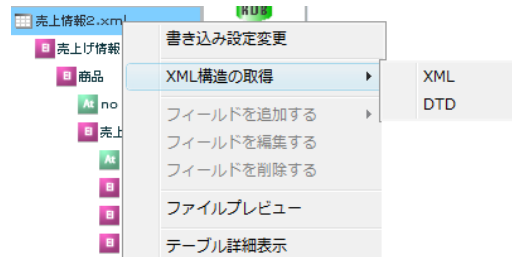 売上情報2.xml
売上げ情報
商品
At no
売上
At
書き込み設定変更
XML構造の取得
フィールドを追加する
フィールドを編集する
フィールドを削除する
ファイルプレビュー
テーブル詳細表示
XML
DTD